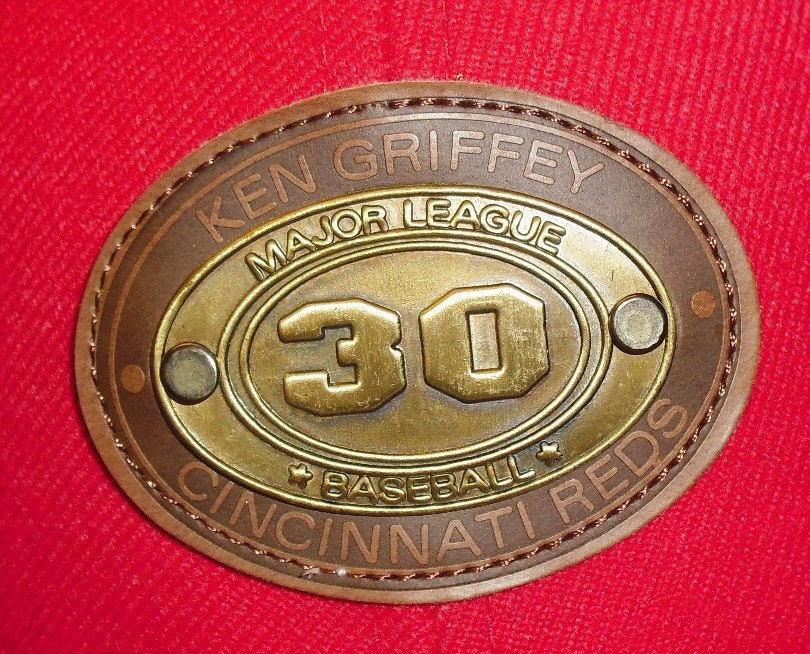 KEN GRIFFEY
MAJOR LEAGUE
30
BASEBALL
CINCINNATI REDS